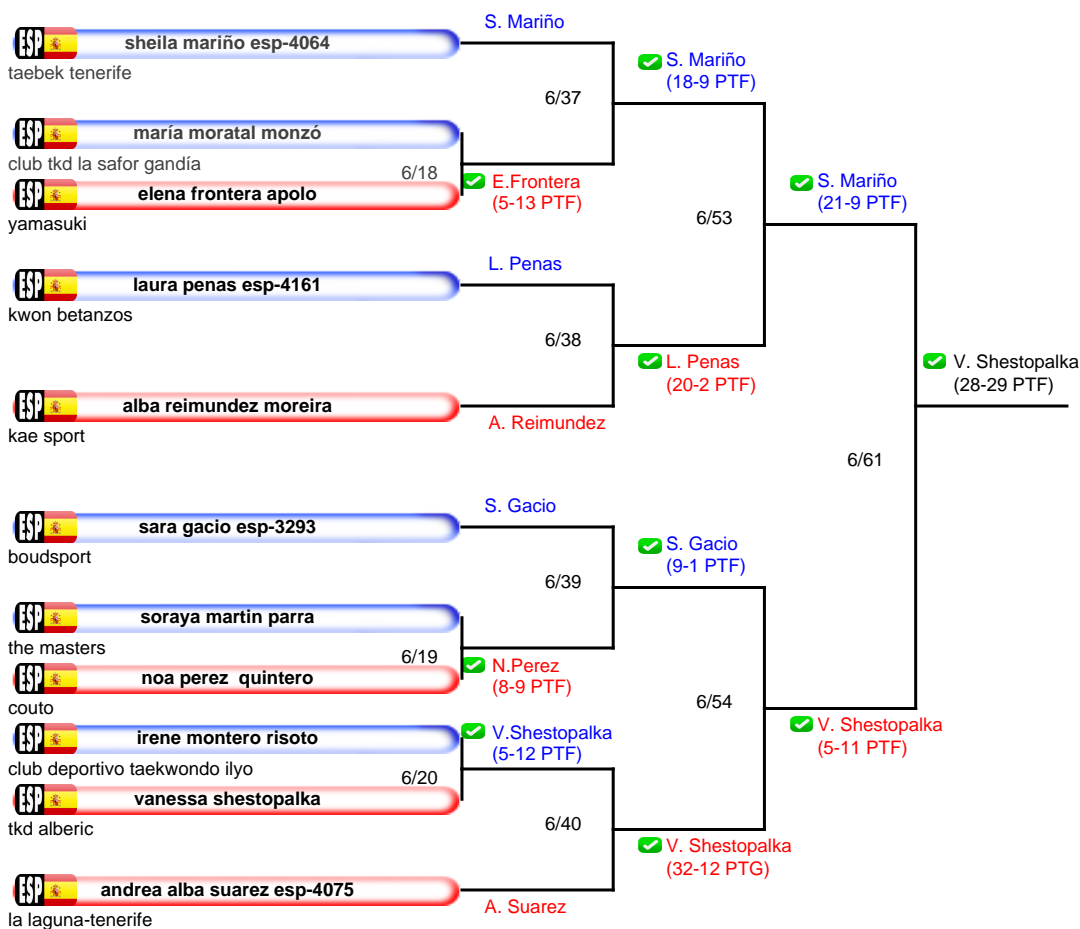 S. Mariño
ESP sheila mariño esp-4064
taebek tenerife
S. Mariño
(18-9 PTF)
6/37
ESP maría moratal monzó
club tkd la safor gandía
6/18
E.Frontera
(5-13 PTF)
ESP elena frontera apolo
yamasuki
S. Mariño
(21-9 PTF)
6/53
L. Penas
ESP laura penas esp-4161
kwon betanzos
6/38
L. Penas
(20-2 PTF)
V. Shestopalka
(28-29 PTF)
ESP alba reimundez moreira
A. Reimundez
kae sport
6/61
S. Gacio
ESP sara gacio esp-3293
boudsport
S. Gacio
(9-1 PTF)
6/39
ESP soraya martin parra
the masters
6/19
N.Perez
(8-9 PTF)
ESP noa perez quintero
couto
6/54
V. Shestopalka
(5-11 PTF)
ESP irene montero risoto
V.Shestopalka
(5-12 PTF)
club deportivo taekwondo ilyo
6/20
ESP vanessa shestopalka
tkd alberic
6/40
V. Shestopalka
(32-12 PTG)
ESP andrea alba suarez esp-4075
A. Suarez
la laguna-tenerife